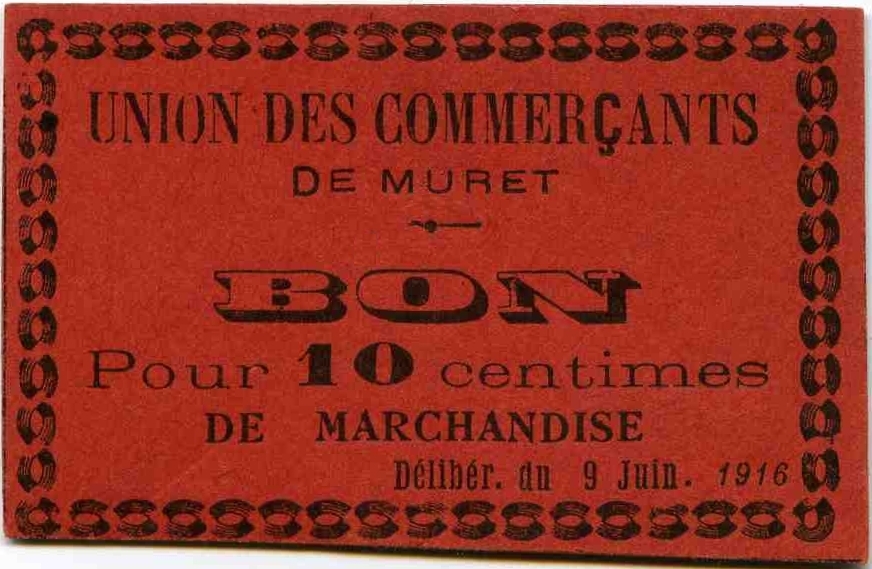 UNION DES COMMERÇANTS
DE MURET
BON
Pour 10 centimes
DE MARCHANDISE
Délibér. du 9 Juin. 1916